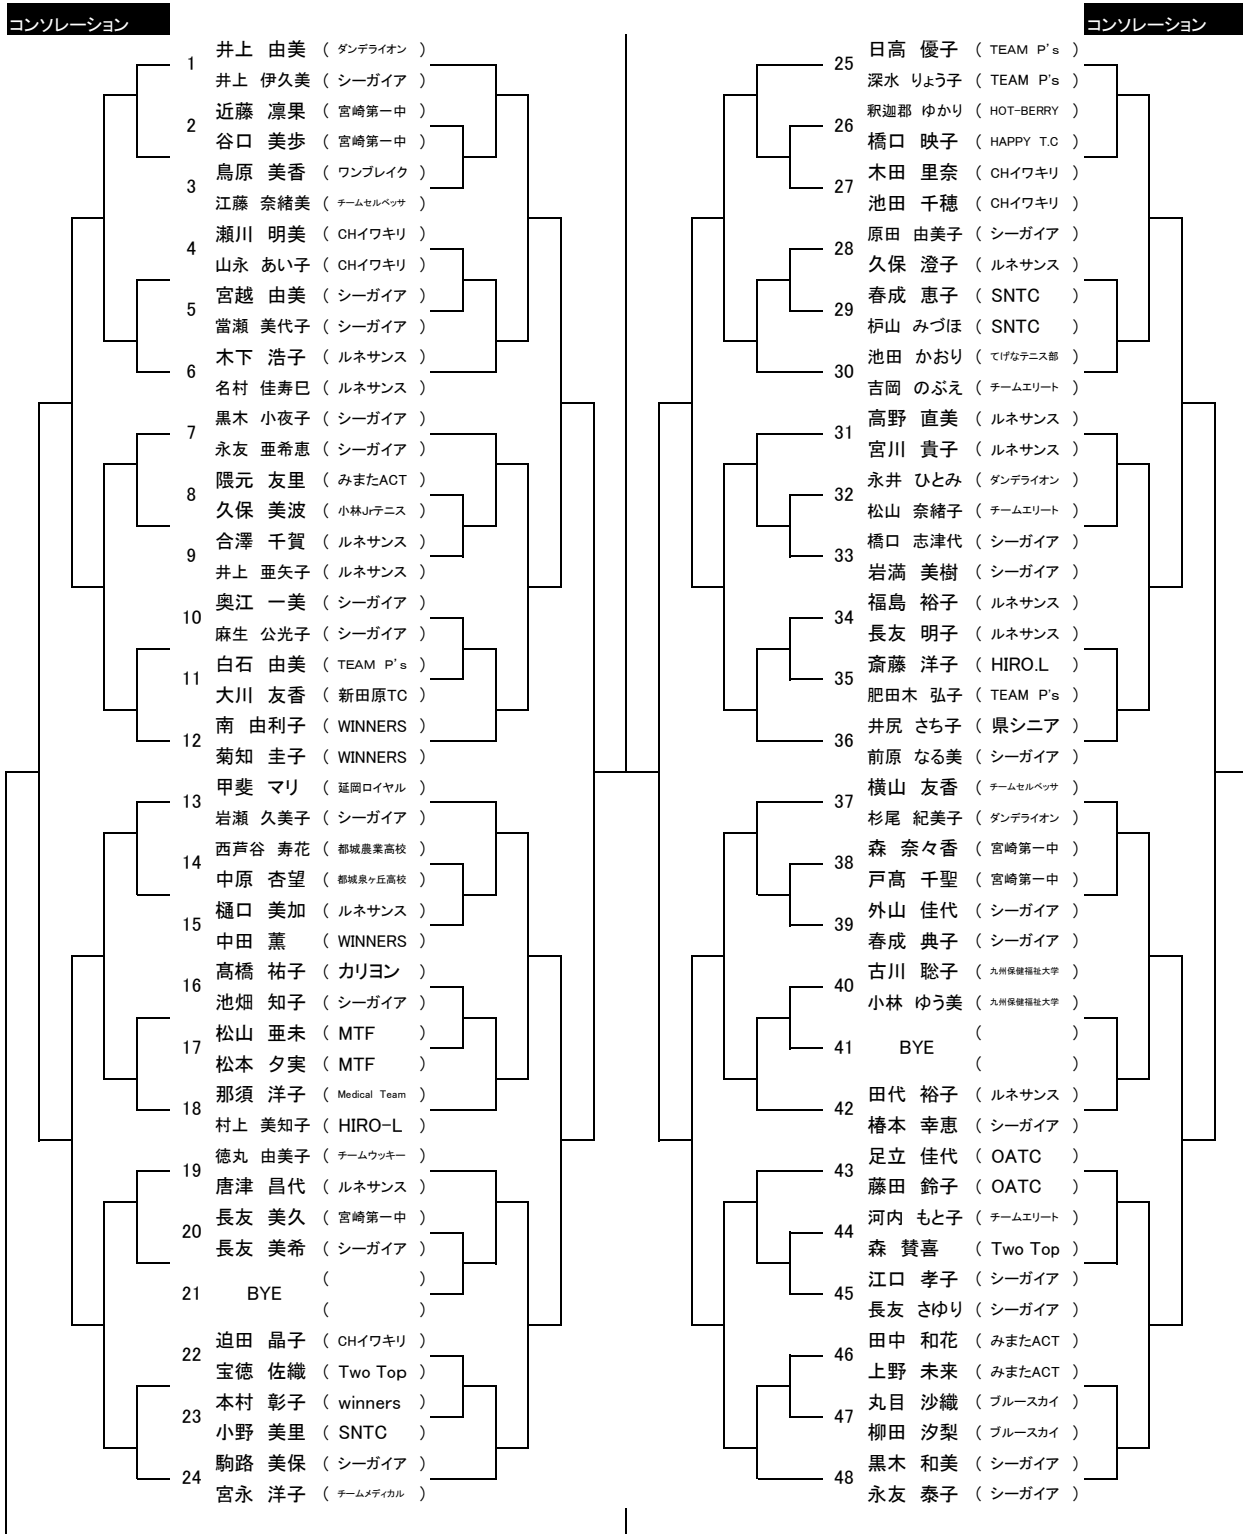 コンソレーション
コンソレーション
1
井上 由美 ( ダンデライオン )
井上 伊久美 ( シーガイア )
2
近藤 凛果 ( 宮崎第一中 )
谷口 美歩 ( 宮崎第一中 )
3
鳥原 美香 ( ワンブレイク )
江藤 奈緒美 ( チームセルベッサ )
4
瀬川 明美 ( CHイワキリ )
山永 あい子 ( CHイワキリ )
5
宮越 由美 ( シーガイア )
當瀬 美代子 ( シーガイア )
6
木下 浩子 ( ルネサンス )
名村 佳寿巳 ( ルネサンス )
7
黒木 小夜子 ( シーガイア )
永友 亜希恵 ( シーガイア )
8
隈元 友里 ( みまたACT )
久保 美波 ( 小林Jrテニス )
9
合澤 千賀 ( ルネサンス )
井上 亜矢子 ( ルネサンス )
10
奥江 一美 ( シーガイア )
麻生 公光子 ( シーガイア )
11
白石 由美 ( TEAM P's )
大川 友香 ( 新田原TC )
12
南 由利子 ( WINNERS )
菊知 圭子 ( WINNERS )
13
甲斐 マリ ( 延岡ロイヤル )
岩瀬 久美子 ( シーガイア )
14
西芦谷 寿花 ( 都城農業高校 )
中原 杏望 ( 都城泉ヶ丘高校 )
15
樋口 美加 ( ルネサンス )
中田 薫 ( WINNERS )
16
髙橋 祐子 ( カリヨン )
池畑 知子 ( シーガイア )
17
松山 亜未 ( MTF )
松本 夕実 ( MTF )
18
那須 洋子 ( Medical Team )
村上 美知子 ( HIRO-L )
19
徳丸 由美子 ( チームウッキー )
唐津 昌代 ( ルネサンス )
20
長友 美久 ( 宮崎第一中 )
長友 美希 ( シーガイア )
21
BYE ( )
( )
22
迫田 晶子 ( CHイワキリ )
宝徳 佐織 ( Two Top )
23
本村 彰子 ( winners )
小野 美里 ( SNTC )
24
駒路 美保 ( シーガイア )
宮永 洋子 ( チームメディカル )
25
日高 優子 ( TEAM P's )
深水 りょう子 ( TEAM P's )
26
釈迦郡 ゆかり ( HOT-BERRY )
橋口 映子 ( HAPPY T.C )
27
木田 里奈 ( CHイワキリ )
池田 千穂 ( CHイワキリ )
28
原田 由美子 ( シーガイア )
久保 澄子 ( ルネサンス )
29
春成 恵子 ( SNTC )
枦山 みづほ ( SNTC )
30
池田 かおり ( てげなテニス部 )
吉岡 のぶえ ( チームエリート )
31
高野 直美 ( ルネサンス )
宮川 貴子 ( ルネサンス )
32
永井 ひとみ ( ダンデライオン )
松山 奈緒子 ( チームエリート )
33
橋口 志津代 ( シーガイア )
岩満 美樹 ( シーガイア )
34
福島 裕子 ( ルネサンス )
長友 明子 ( ルネサンス )
35
斎藤 洋子 ( HIRO.L )
肥田木 弘子 ( TEAM P's )
36
井尻 さち子 ( 県シニア )
前原 なる美 ( シーガイア )
37
横山 友香 ( チームセルベッサ )
杉尾 紀美子 ( ダンデライオン )
38
森 奈々香 ( 宮崎第一中 )
戸髙 千聖 ( 宮崎第一中 )
39
外山 佳代 ( シーガイア )
春成 典子 ( シーガイア )
40
古川 聡子 ( 九州保健福祉大学 )
小林 ゆう美 ( 九州保健福祉大学 )
41
BYE ( )
( )
42
田代 裕子 ( ルネサンス )
椿本 幸恵 ( シーガイア )
43
足立 佳代 ( OATC )
藤田 鈴子 ( OATC )
44
河内 もと子 ( チームエリート )
森 賛喜 ( Two Top )
45
江口 孝子 ( シーガイア )
長友 さゆり ( シーガイア )
46
田中 和花 ( みまたACT )
上野 未来 ( みまたACT )
47
丸目 沙織 ( ブルースカイ )
柳田 汐梨 ( ブルースカイ )
48
黒木 和美 ( シーガイア )
永友 泰子 ( シーガイア )